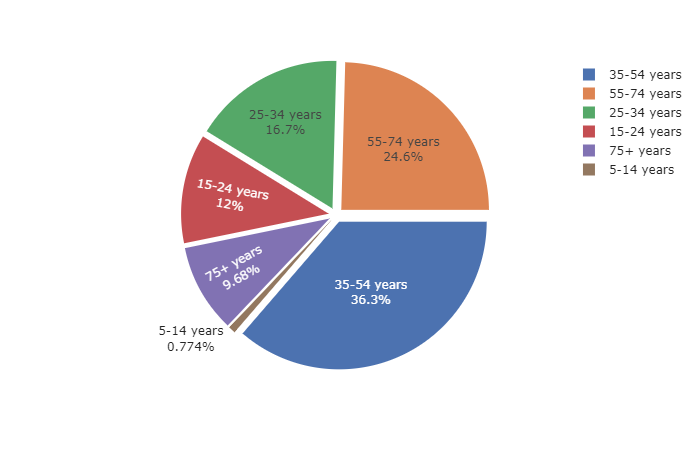 25-34 years
16.7%
55-74 years
24.6%
15-24 years
12%
75+ years
9.68%
35-54 years
36.3%
5-14 years
0.774%
35-54 years
55-74 years
25-34 years
15-24 years
75+ years
5-14 years